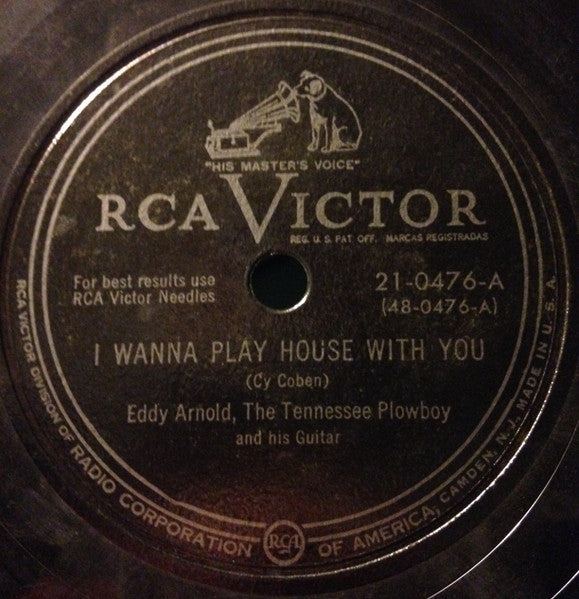 "HIS MASTER'S VOICE"
RCA VICTOR
REG. U.S. PAT. OFF. MARCAS REGISTRADAS
For best results use
RCA Victor Needles
21-0476-A
(48-0476-A)
I WANNA PLAY HOUSE WITH YOU
(Cy Coben)
Eddy Arnold, The Tennessee Plowboy
and his Guitar
RCA VICTOR DIVISION OF RADIO CORPORATION OF AMERICA, CAMDEN, N. J. MADE IN U. S. A.
RCA